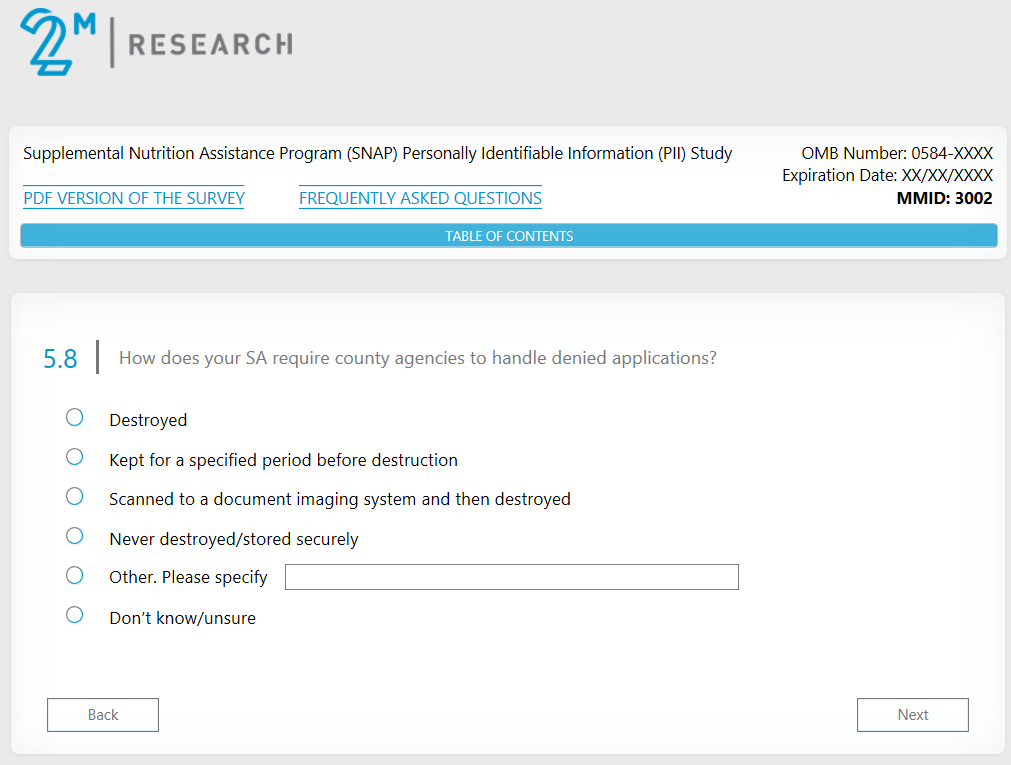 2M RESEARCH
Supplemental Nutrition Assistance Program (SNAP) Personally Identifiable Information (PII) Study
OMB Number: 0584-XXXX
Expiration Date: XX/XX/XXXX
PDF VERSION OF THE SURVEY
FREQUENTLY ASKED QUESTIONS
MMID: 3002
TABLE OF CONTENTS
5.8 How does your SA require county agencies to handle denied applications?
Destroyed
Kept for a specified period before destruction
Scanned to a document imaging system and then destroyed
Never destroyed/stored securely
Other. Please specify
Don’t know/unsure
Back
Next